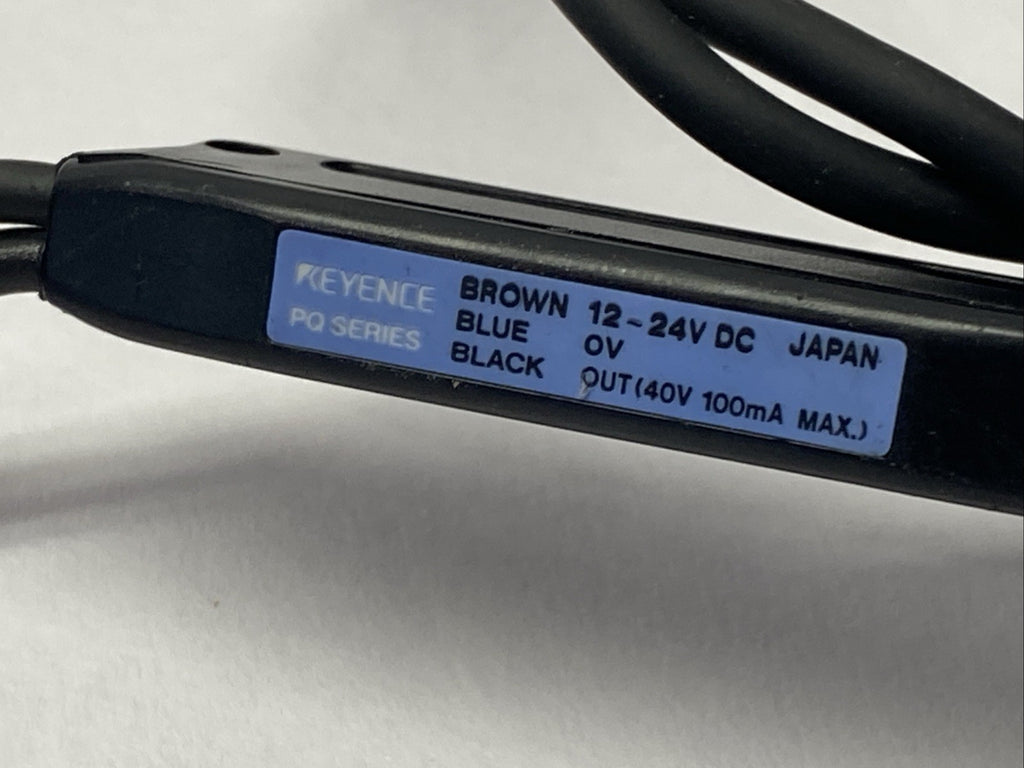 KEYENCE
PQ SERIES
BROWN 12~24V DC JAPAN
BLUE 0V
BLACK OUT(40V 100mA MAX.)